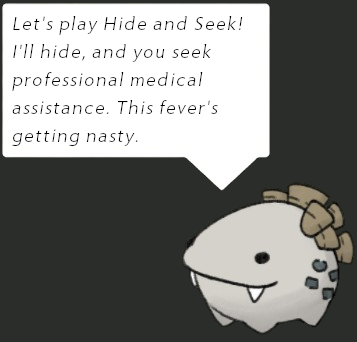 Let's play Hide and Seek!
I'll hide, and you seek
professional medical
assistance. This fever's
getting nasty.